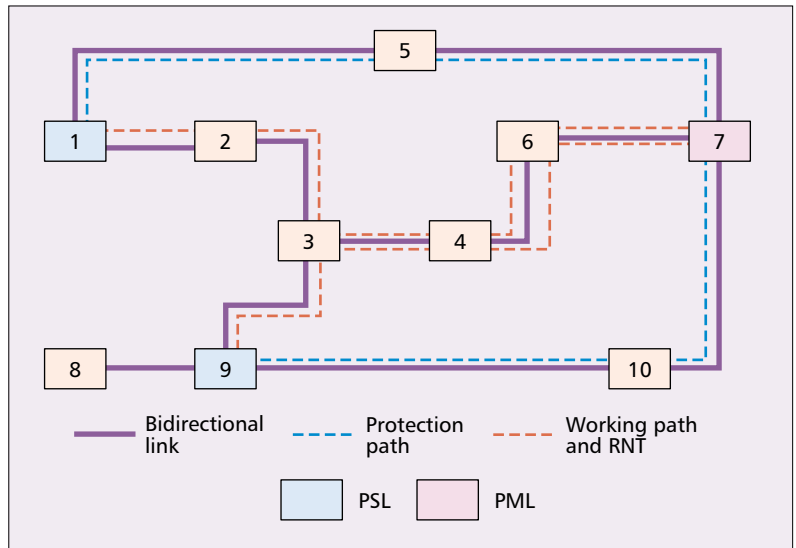 5
1
2
6
7
3
4
8
9
10
Bidirectional
link
Protection
path
Working path
and RNT
PSL
PML